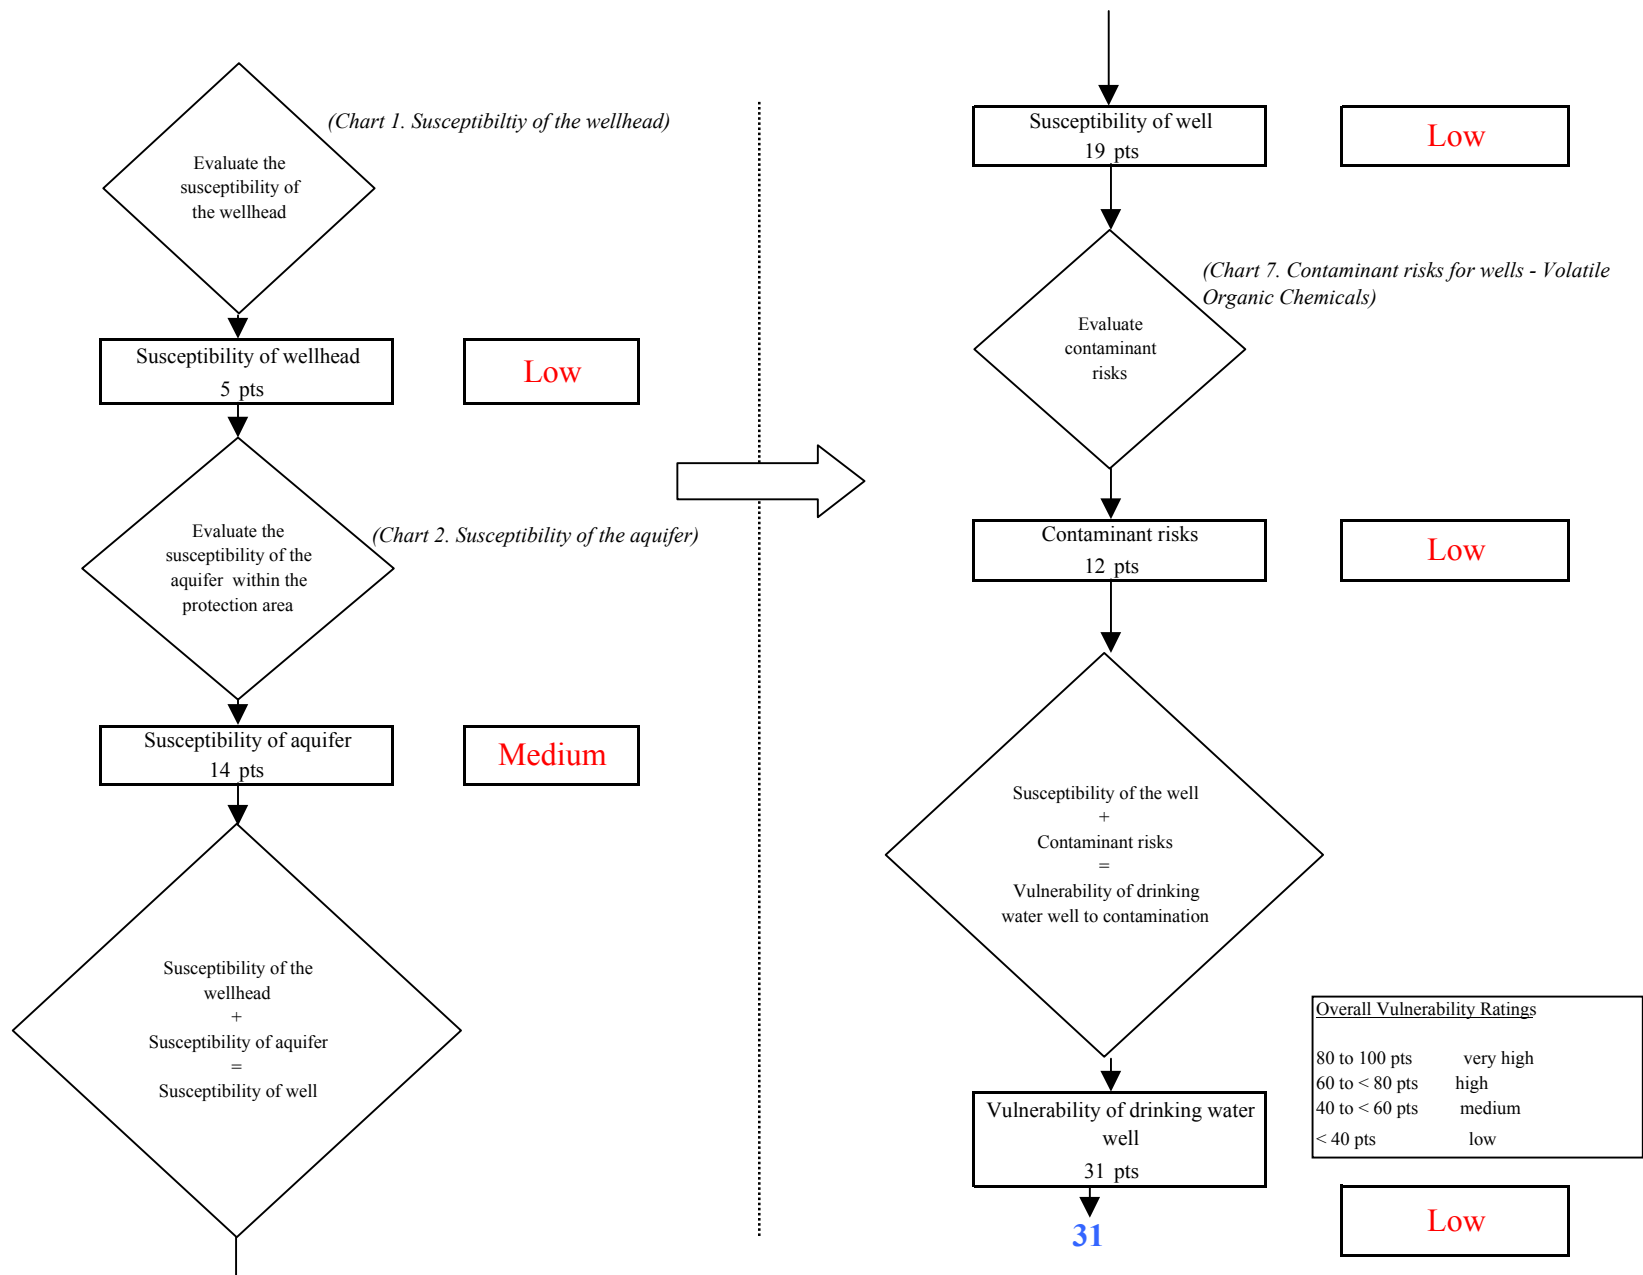 (Chart 1. Susceptibiltiy of the wellhead)
Evaluate the
susceptibility of
the wellhead
Susceptibility of wellhead
5 pts
Low
(Chart 2. Susceptibility of the aquifer)
Evaluate the
susceptibility of the
aquifer within the
protection area
Susceptibility of aquifer
14 pts
Medium
Susceptibility of the
wellhead
+
Susceptibility of aquifer
=
Susceptibility of well
Susceptibility of well
19 pts
Low
(Chart 7. Contaminant risks for wells - Volatile
Organic Chemicals)
Evaluate
contaminant
risks
Contaminant risks
12 pts
Low
Susceptibility of the well
+
Contaminant risks
=
Vulnerability of drinking
water well to contamination
Overall Vulnerability Ratings
80 to 100 pts very high
60 to < 80 pts high
40 to < 60 pts medium
< 40 pts low
Vulnerability of drinking water
well
31 pts
31
Low